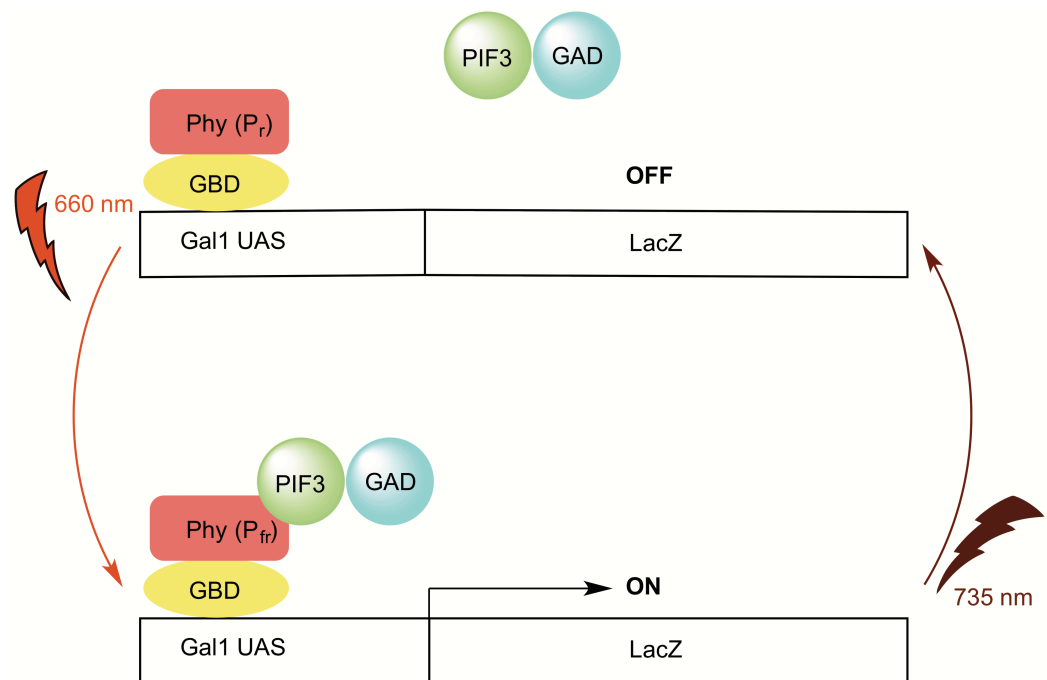 PIF3 GAD
Phy (Pr)
OFF
GBD
660 nm
Gal1 UAS LacZ
PIF3 GAD
Phy (Pfr)
GBD
ON
735 nm
Gal1 UAS LacZ